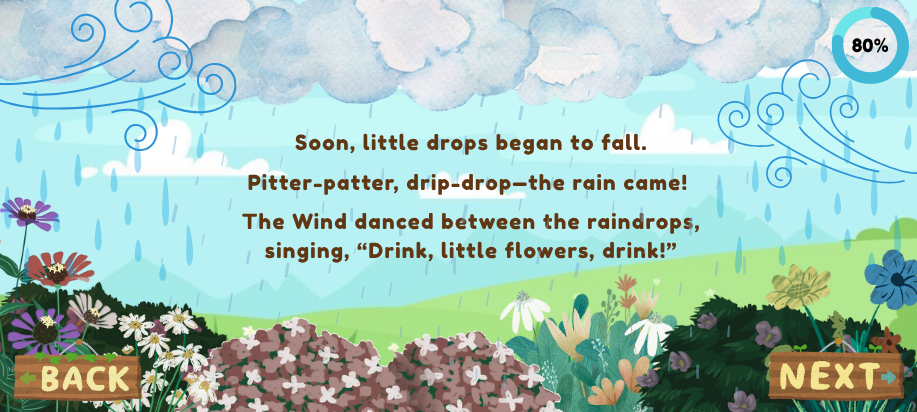 80%
Soon, little drops began to fall.
Pitter-patter, drip-drop—the rain came!
The Wind danced between the raindrops,
singing, “Drink, little flowers, drink!”
BACK
NEXT